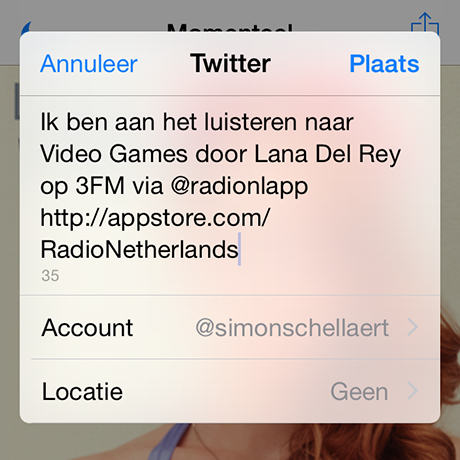 Momenteel
Annuleer Twitter Plaats
Ik ben aan het luisteren naar
Video Games door Lana Del Rey
op 3FM via @radionlapp
http://appstore.com/
RadioNetherlands
35
Account @simonschellaert
Locatie Geen